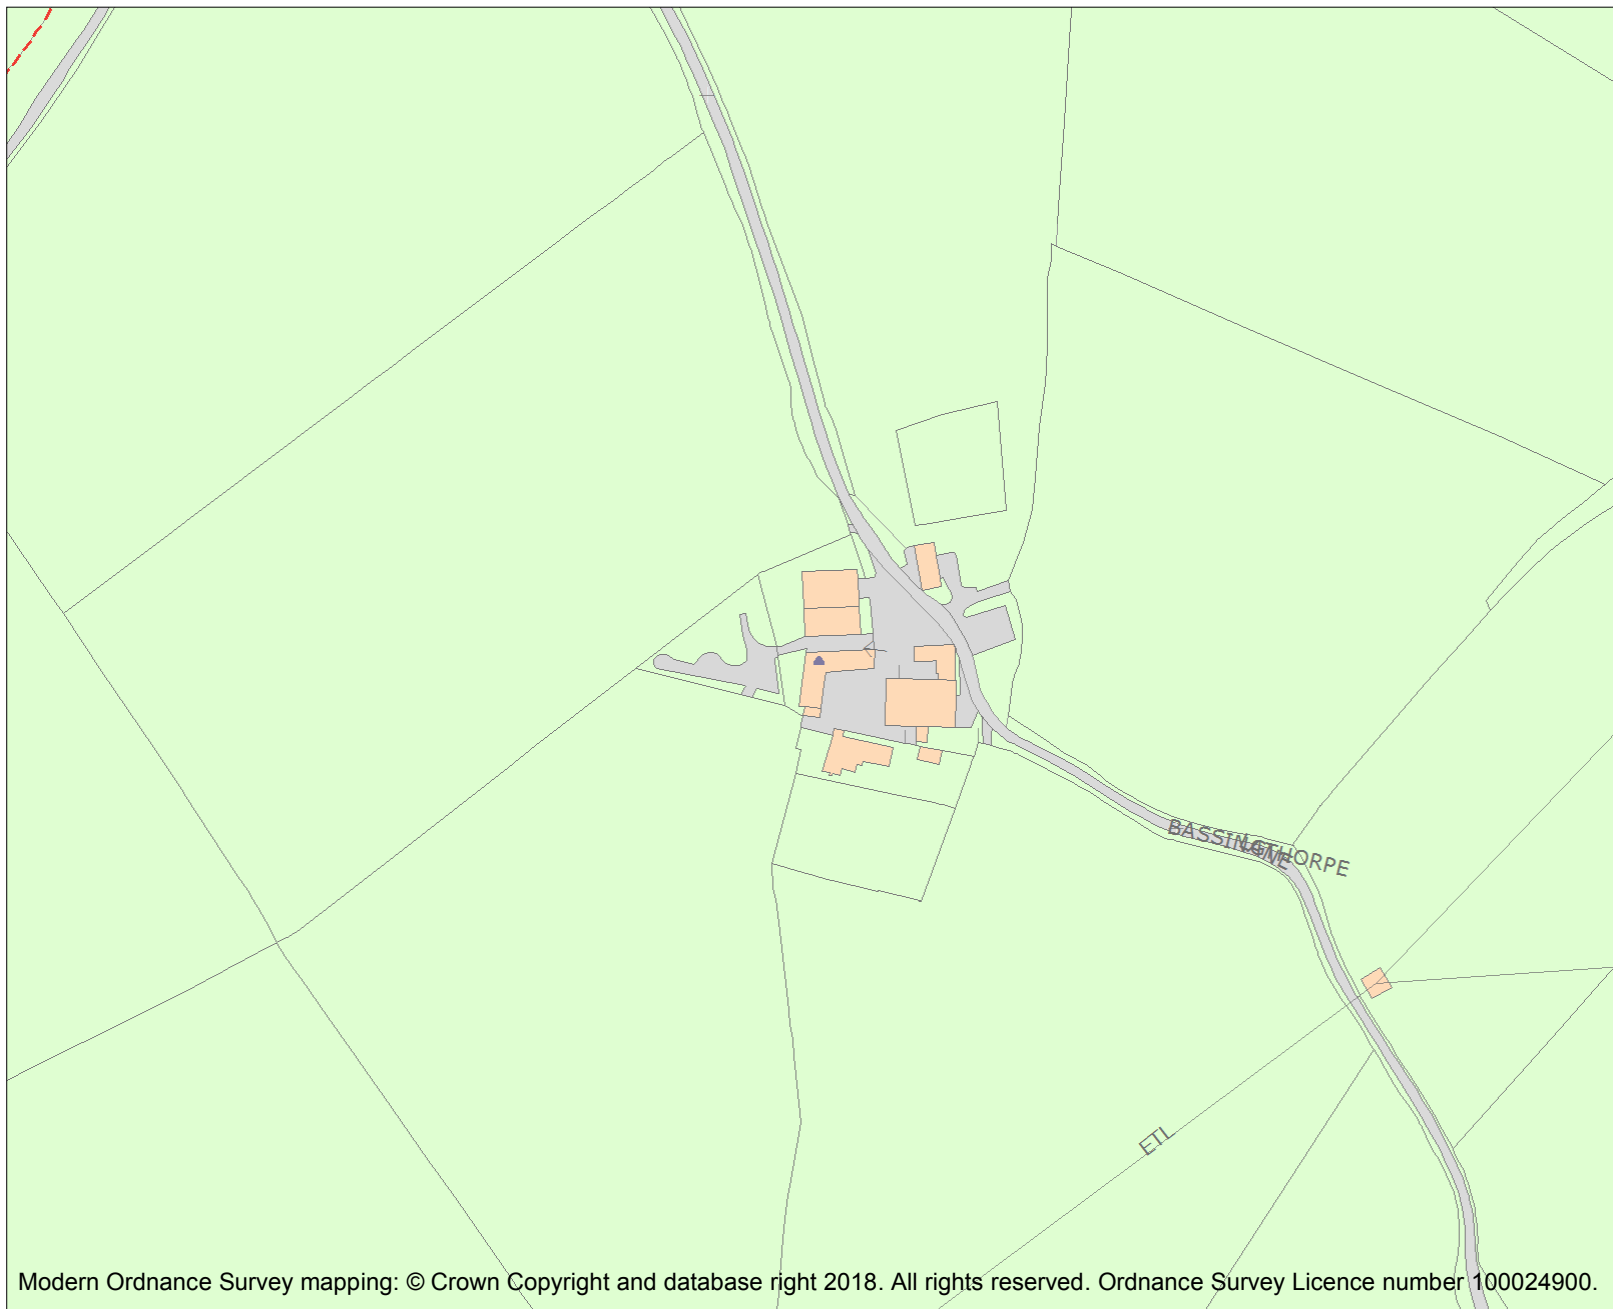 BASSINGTHORPE
LANE
ETL
Modern Ordnance Survey mapping: © Crown Copyright and database right 2018. All rights reserved. Ordnance Survey Licence number 100024900.